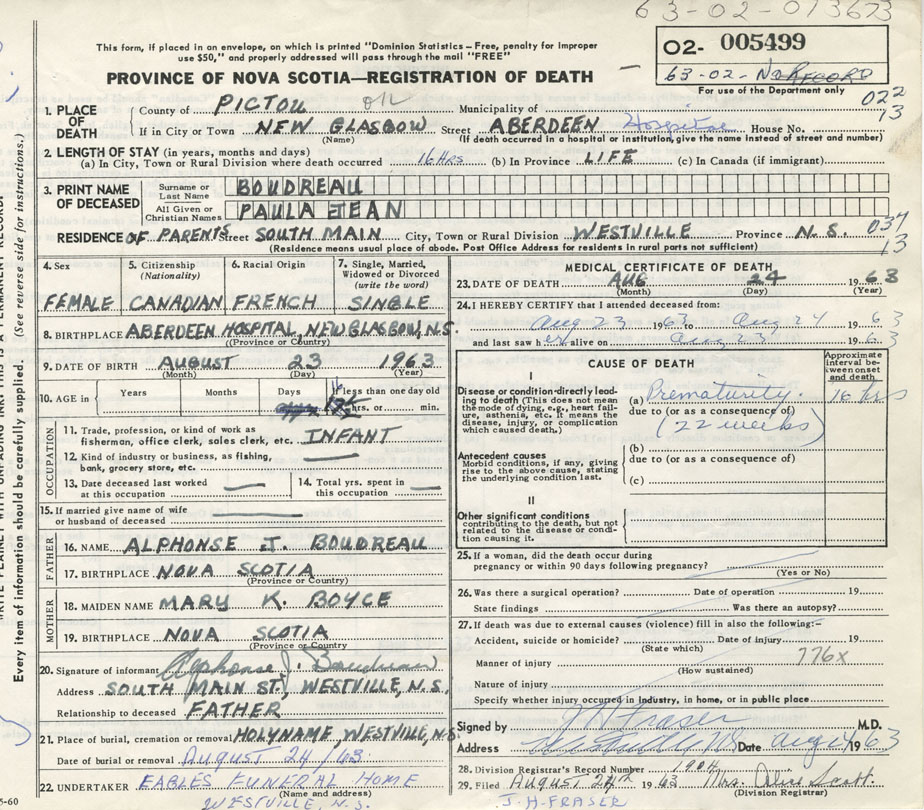 63-02-013673
This form, if placed in an envelope, on which is printed "Dominion Statistics – Free, penalty for improper
use $50," and properly addressed will pass through the mail "FREE"
02- 005499
63-02- No RECORD
For use of the Department only
PROVINCE OF NOVA SCOTIA—REGISTRATION OF DEATH
022
13
1. PLACE OF DEATH
County of PICTOU Municipality of
If in City or Town NEW GLASGOW Street ABERDEEN Hospital House No.
(Name) (If death occurred in a hospital or institution, give the name instead of street and number)
2. LENGTH OF STAY (in years, months and days)
(a) In City, Town or Rural Division where death occurred 16 HRS (b) In Province LIFE (c) In Canada (if immigrant)
3. PRINT NAME OF DECEASED
Surname or Last Name BOUDREAU
All Given or Christian Names PAULA JEAN
RESIDENCE OF PARENTS Street SOUTH MAIN City, Town or Rural Division WESTVILLE Province N.S. 037
13
(Residence means usual place of abode. Post Office Address for residents in rural parts not sufficient)
4. Sex
FEMALE
5. Citizenship (Nationality)
CANADIAN
6. Racial Origin
FRENCH
7. Single, Married, Widowed or Divorced (write the word)
SINGLE
8. BIRTHPLACE ABERDEEN HOSPITAL, NEW GLASGOW, N.S.
(Province or Country)
9. DATE OF BIRTH AUGUST 23 1963
(Month) (Day) (Year)
10. AGE in Years Months Days If less than one day old
hrs. or min.
OCCUPATION
11. Trade, profession, or kind of work as
fisherman, office clerk, sales clerk, etc. INFANT
12. Kind of industry or business, as fishing,
bank, grocery store, etc.
13. Date deceased last worked
at this occupation
14. Total yrs. spent in
this occupation
15. If married give name of wife
or husband of deceased
FATHER
16. NAME ALPHONSE J. BOUDREAU
17. BIRTHPLACE NOVA SCOTIA
(Province or Country)
MOTHER
18. MAIDEN NAME MARY K. BOYCE
19. BIRTHPLACE NOVA SCOTIA
(Province or Country)
20. Signature of informant Alphonse J. Boudreau
Address SOUTH MAIN ST., WESTVILLE, N.S.
Relationship to deceased FATHER
21. Place of burial, cremation or removal HOLY NAME, WESTVILLE, N.S.
Date of burial or removal AUGUST 24/63
22. UNDERTAKER EABLES FUNERAL HOME
(Name and address)
WESTVILLE, N.S.
MEDICAL CERTIFICATE OF DEATH
23. DATE OF DEATH AUG 24 1963
(Month) (Day) (Year)
24. I HEREBY CERTIFY that I attended deceased from:
Aug 23 1963 to Aug 24 1963
and last saw her alive on Aug 23 1963
CAUSE OF DEATH
Approximate interval between onset and death
I
Disease or condition directly leading to death (This does not mean the mode of dying, e.g., heart failure, asthenia, etc. It means the disease, injury, or complication which caused death.)
(a) Prematurity. 16 hrs
due to (or as a consequence of)
(22 weeks)
Antecedent causes
Morbid conditions, if any, giving rise to the above cause, stating the underlying condition last.
(b)
due to (or as a consequence of)
(c)
II
Other significant conditions
contributing to the death, but not related to the disease or condition causing it.
25. If a woman, did the death occur during
pregnancy or within 90 days following pregnancy?
(Yes or No)
26. Was there a surgical operation? Date of operation 19
State findings Was there an autopsy?
27. If death was due to external causes (violence) fill in also the following:–
Accident, suicide or homicide? Date of injury 19
(State which)
Manner of injury 776x
(How sustained)
Nature of injury
Specify whether injury occurred in industry, in home, or in public place
Signed by J H Fraser M.D.
Address Date Aug 1963
28. Division Registrar's Record Number 1904
29. Filed AUGUST 24th 1963 Mrs. Alice Scott.
(Division Registrar)
J. H. FRASER
Every item of information should be carefully supplied. (See reverse side for instructions.)
5-60